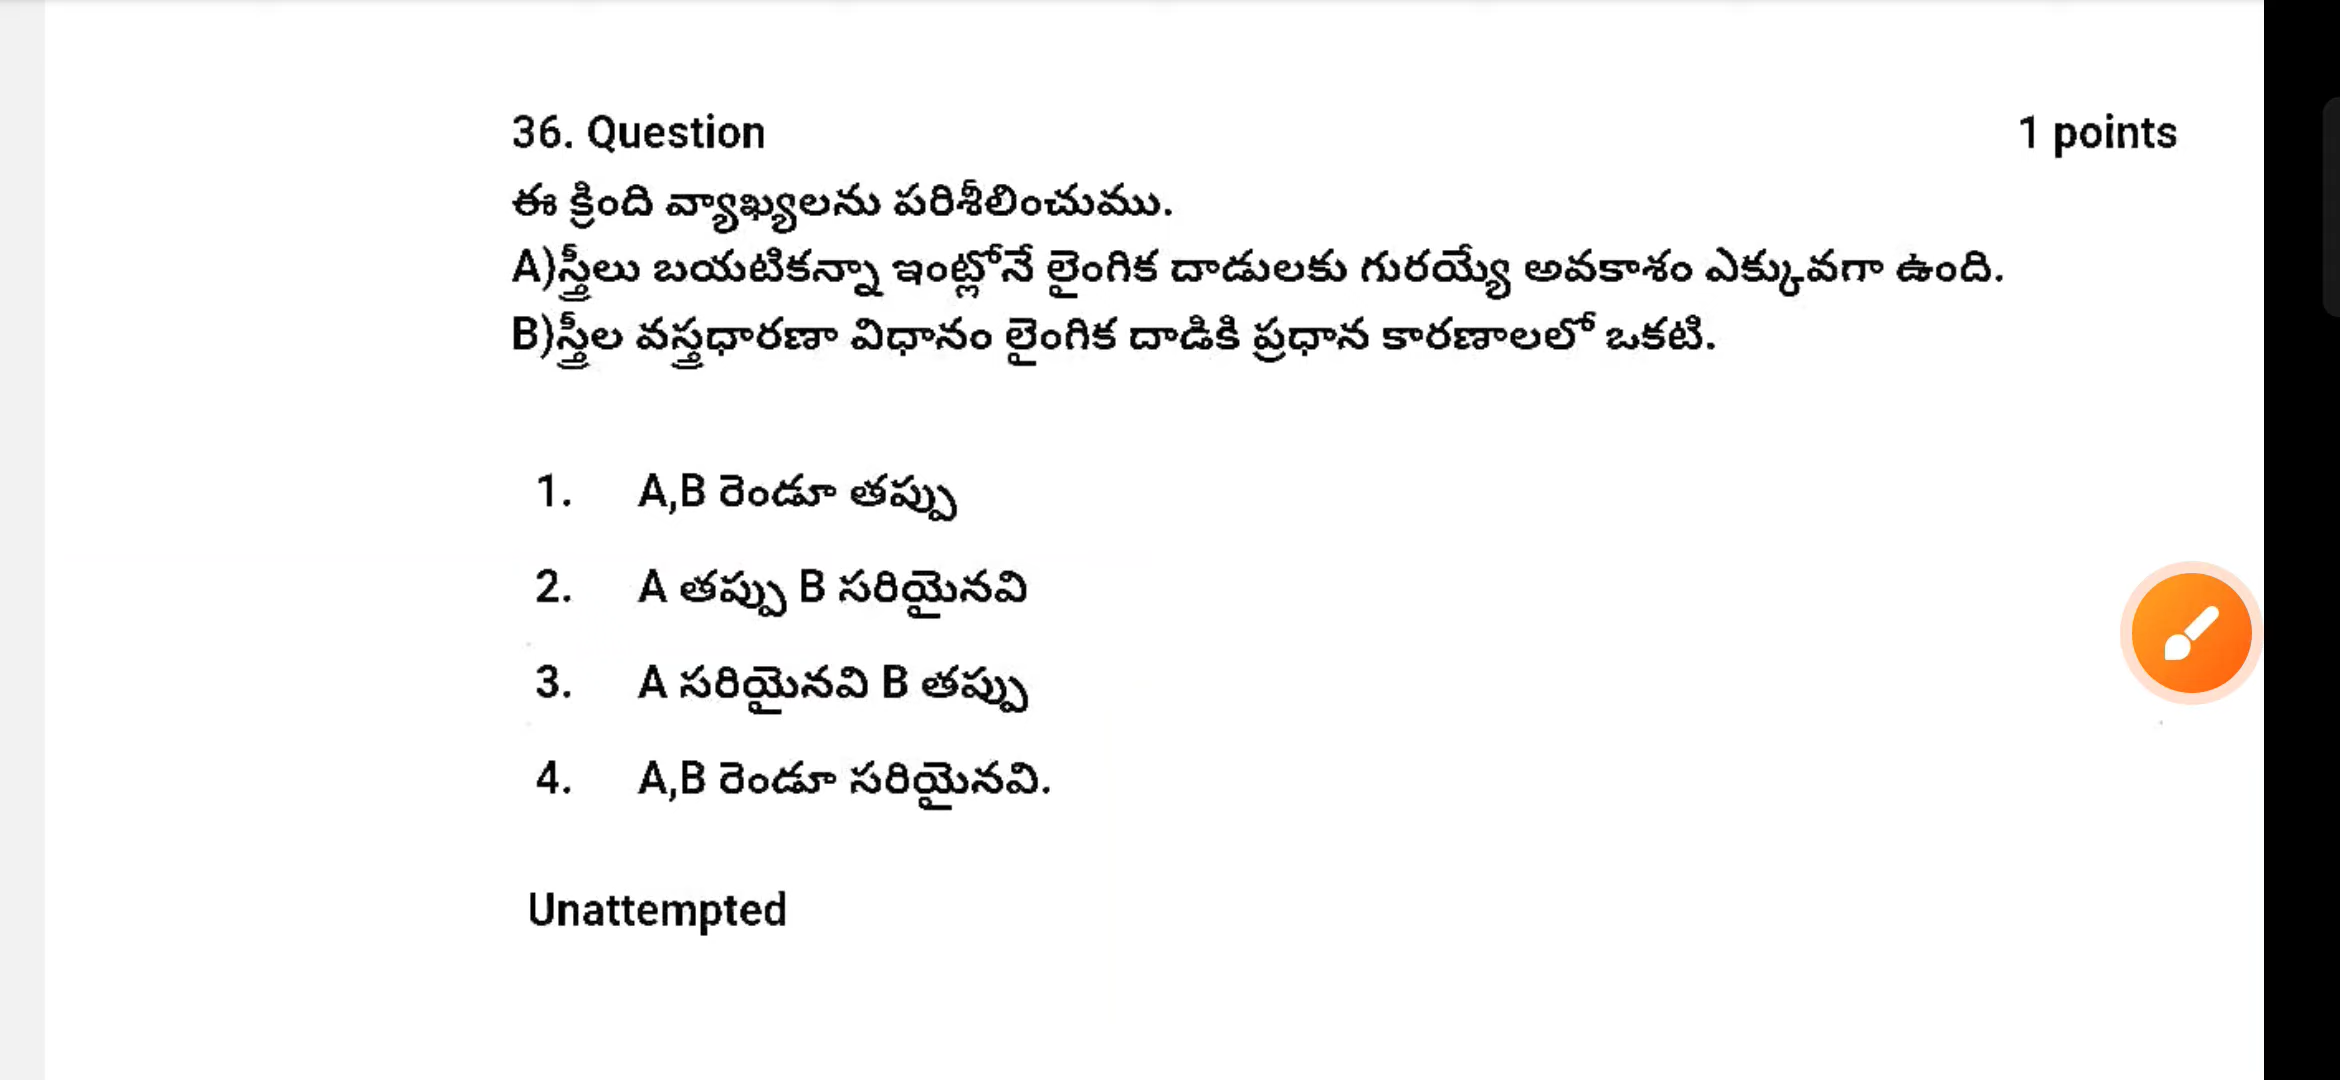 36. Question 1 points
ఈ క్రింది వ్యాఖ్యలను పరిశీలించుము.
A)స్త్రీలు బయటికన్నా ఇంట్లోనే లైంగిక దాడులకు గురయ్యే అవకాశం ఎక్కువగా ఉంది.
B)స్త్రీల వస్త్రధారణా విధానం లైంగిక దాడికి ప్రధాన కారణాలలో ఒకటి.
1. A,B రెండూ తప్పు
2. A తప్పు B సరియైనవి
3. A సరియైనవి B తప్పు
4. A,B రెండూ సరియైనవి.
Unattempted